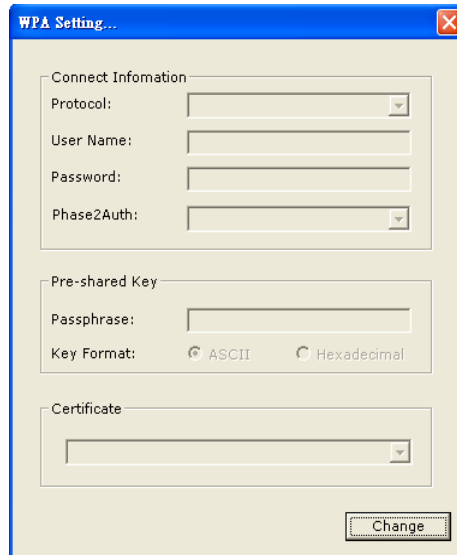 WPA Setting...
Connect Infomation
Protocol:
User Name:
Password:
Phase2Auth:
Pre-shared Key
Passphrase:
Key Format: ASCII Hexadecimal
Certificate
Change